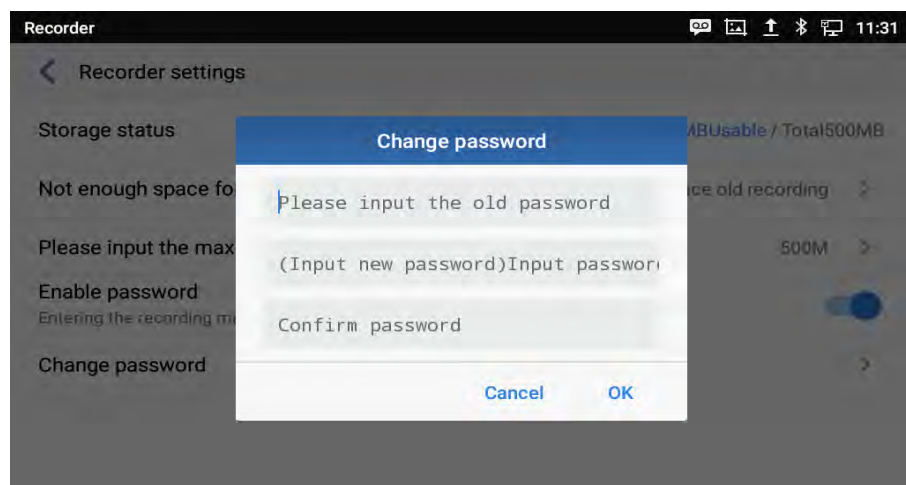 Recorder 11:31
Recorder settings
Storage status MBUsable / Total500MB
Change password
Not enough space fo ce old recording
Please input the old password
Please input the max 500M
(Input new password)Input passwor
Enable password
Entering the recording m
Confirm password
Change password
Cancel OK